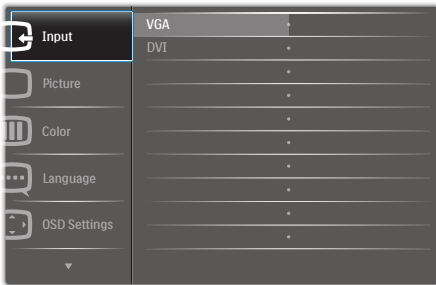 Input
Picture
Color
Language
OSD Settings
VGA
DVI